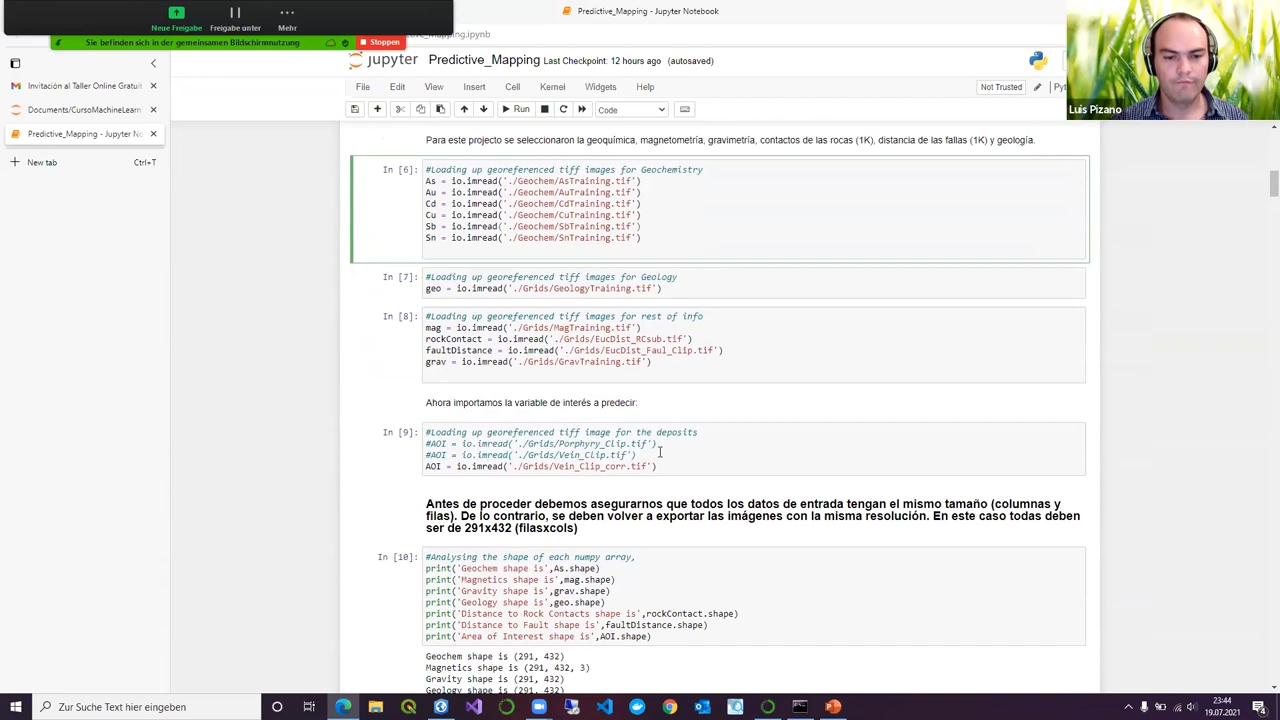 Predictive_Mapping - Jupyter Notebook
Neue Freigabe
Freigabe unter
Mehr
Sie befinden sich in der gemeinsamen Bildschirmnutzung
Stoppen
_mapping.ipynb
Invitación al Taller Online Gratuit
Documents/CursoMachineLearn
Predictive_Mapping - Jupyter No
New tab
Ctrl+T
jupyter Predictive_Mapping Last Checkpoint: 12 hours ago (autosaved)
File Edit View Insert Cell Kernel Widgets Help
Not Trusted
Luis Pizano
Run
Code
Para este projecto se seleccionaron la geoquímica, magnetometría, gravimetría, contactos de las rocas (1K), distancia de las fallas (1K) y geología.
In [6]:
#Loading up georeferenced tiff images for Geochemistry
As = io.imread('./Geochem/AsTraining.tif')
Au = io.imread('./Geochem/AuTraining.tif')
Cd = io.imread('./Geochem/CdTraining.tif')
Cu = io.imread('./Geochem/CuTraining.tif')
Sb = io.imread('./Geochem/SbTraining.tif')
Sn = io.imread('./Geochem/SnTraining.tif')
In [7]:
#Loading up georeferenced tiff images for Geology
geo = io.imread('./Grids/GeologyTraining.tif')
In [8]:
#Loading up georeferenced tiff images for rest of info
mag = io.imread('./Grids/MagTraining.tif')
rockContact = io.imread('./Grids/EucDist_RCsub.tif')
faultDistance = io.imread('./Grids/EucDist_Faul_Clip.tif')
grav = io.imread('./Grids/GravTraining.tif')
Ahora importamos la variable de interés a predecir:
In [9]:
#Loading up georeferenced tiff image for the deposits
#AOI = io.imread('./Grids/Porphyry_Clip.tif')
#AOI = io.imread('./Grids/Vein_Clip.tif')
AOI = io.imread('./Grids/Vein_Clip_corr.tif')
Antes de proceder debemos asegurarnos que todos los datos de entrada tengan el mismo tamaño (columnas y
filas). De lo contrario, se deben volver a exportar las imágenes con la misma resolución. En este caso todas deben
ser de 291x432 (filasxcols)
In [10]:
#Analysing the shape of each numpy array,
print('Geochem shape is',As.shape)
print('Magnetics shape is',mag.shape)
print('Gravity shape is',grav.shape)
print('Geology shape is',geo.shape)
print('Distance to Rock Contacts shape is',rockContact.shape)
print('Distance to Fault shape is',faultDistance.shape)
print('Area of Interest shape is',AOI.shape)
Geochem shape is (291, 432)
Magnetics shape is (291, 432, 3)
Gravity shape is (291, 432)
Geology shape is (291, 432)
Zur Suche Text hier eingeben
23:44
19.07.2021